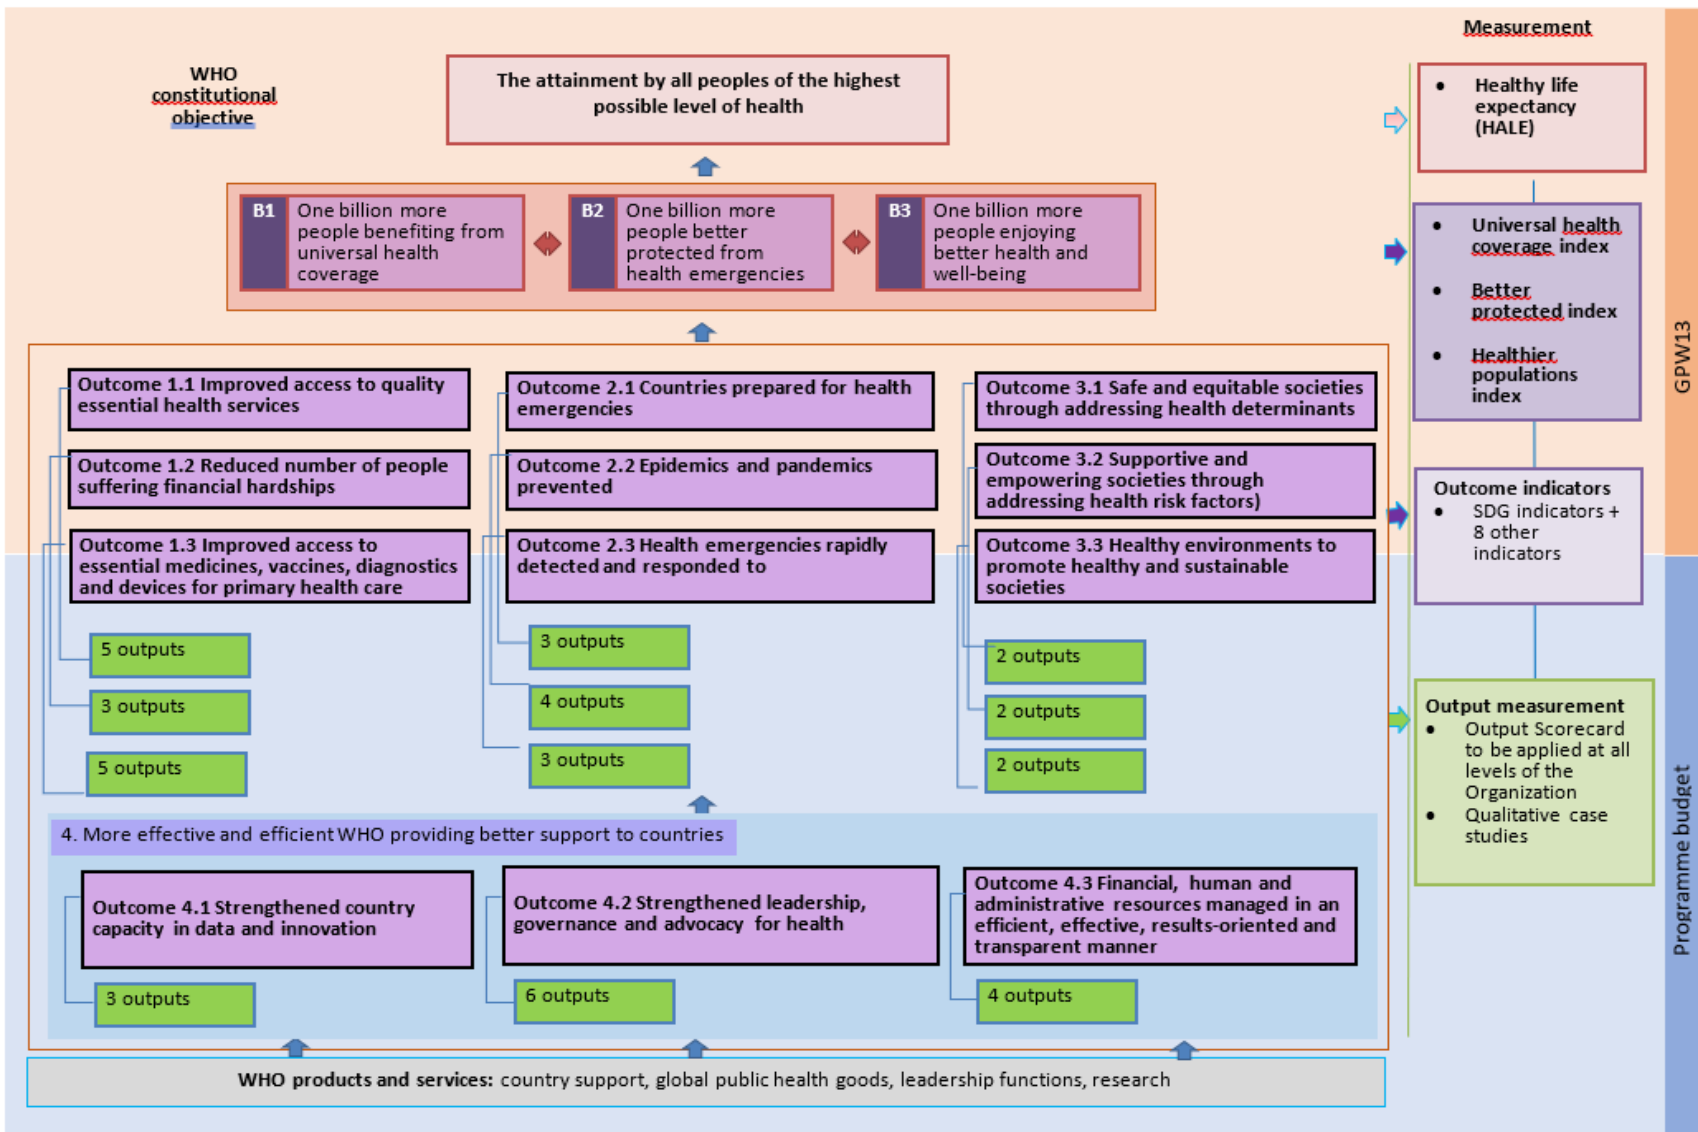 WHO
constitutional
objective
The attainment by all peoples of the highest
possible level of health
Measurement
• Healthy life
expectancy
(HALE)
B1
One billion more
people benefiting from
universal health
coverage
B2
One billion more
people better
protected from
health emergencies
B3
One billion more
people enjoying
better health and
well-being
• Universal health
coverage index
• Better
protected index
• Healthier
populations
index
GPW13
Outcome 1.1 Improved access to quality
essential health services
Outcome 1.2 Reduced number of people
suffering financial hardships
Outcome 1.3 Improved access to
essential medicines, vaccines, diagnostics
and devices for primary health care
Outcome 2.1 Countries prepared for health
emergencies
Outcome 2.2 Epidemics and pandemics
prevented
Outcome 2.3 Health emergencies rapidly
detected and responded to
Outcome 3.1 Safe and equitable societies
through addressing health determinants
Outcome 3.2 Supportive and
empowering societies through
addressing health risk factors)
Outcome 3.3 Healthy environments to
promote healthy and sustainable
societies
Outcome indicators
• SDG indicators +
8 other
indicators
5 outputs
3 outputs
5 outputs
3 outputs
4 outputs
3 outputs
2 outputs
2 outputs
2 outputs
Output measurement
• Output Scorecard
to be applied at all
levels of the
Organization
• Qualitative case
studies
Programme budget
4. More effective and efficient WHO providing better support to countries
Outcome 4.1 Strengthened country
capacity in data and innovation
Outcome 4.2 Strengthened leadership,
governance and advocacy for health
Outcome 4.3 Financial, human and
administrative resources managed in an
efficient, effective, results-oriented and
transparent manner
3 outputs
6 outputs
4 outputs
WHO products and services: country support, global public health goods, leadership functions, research